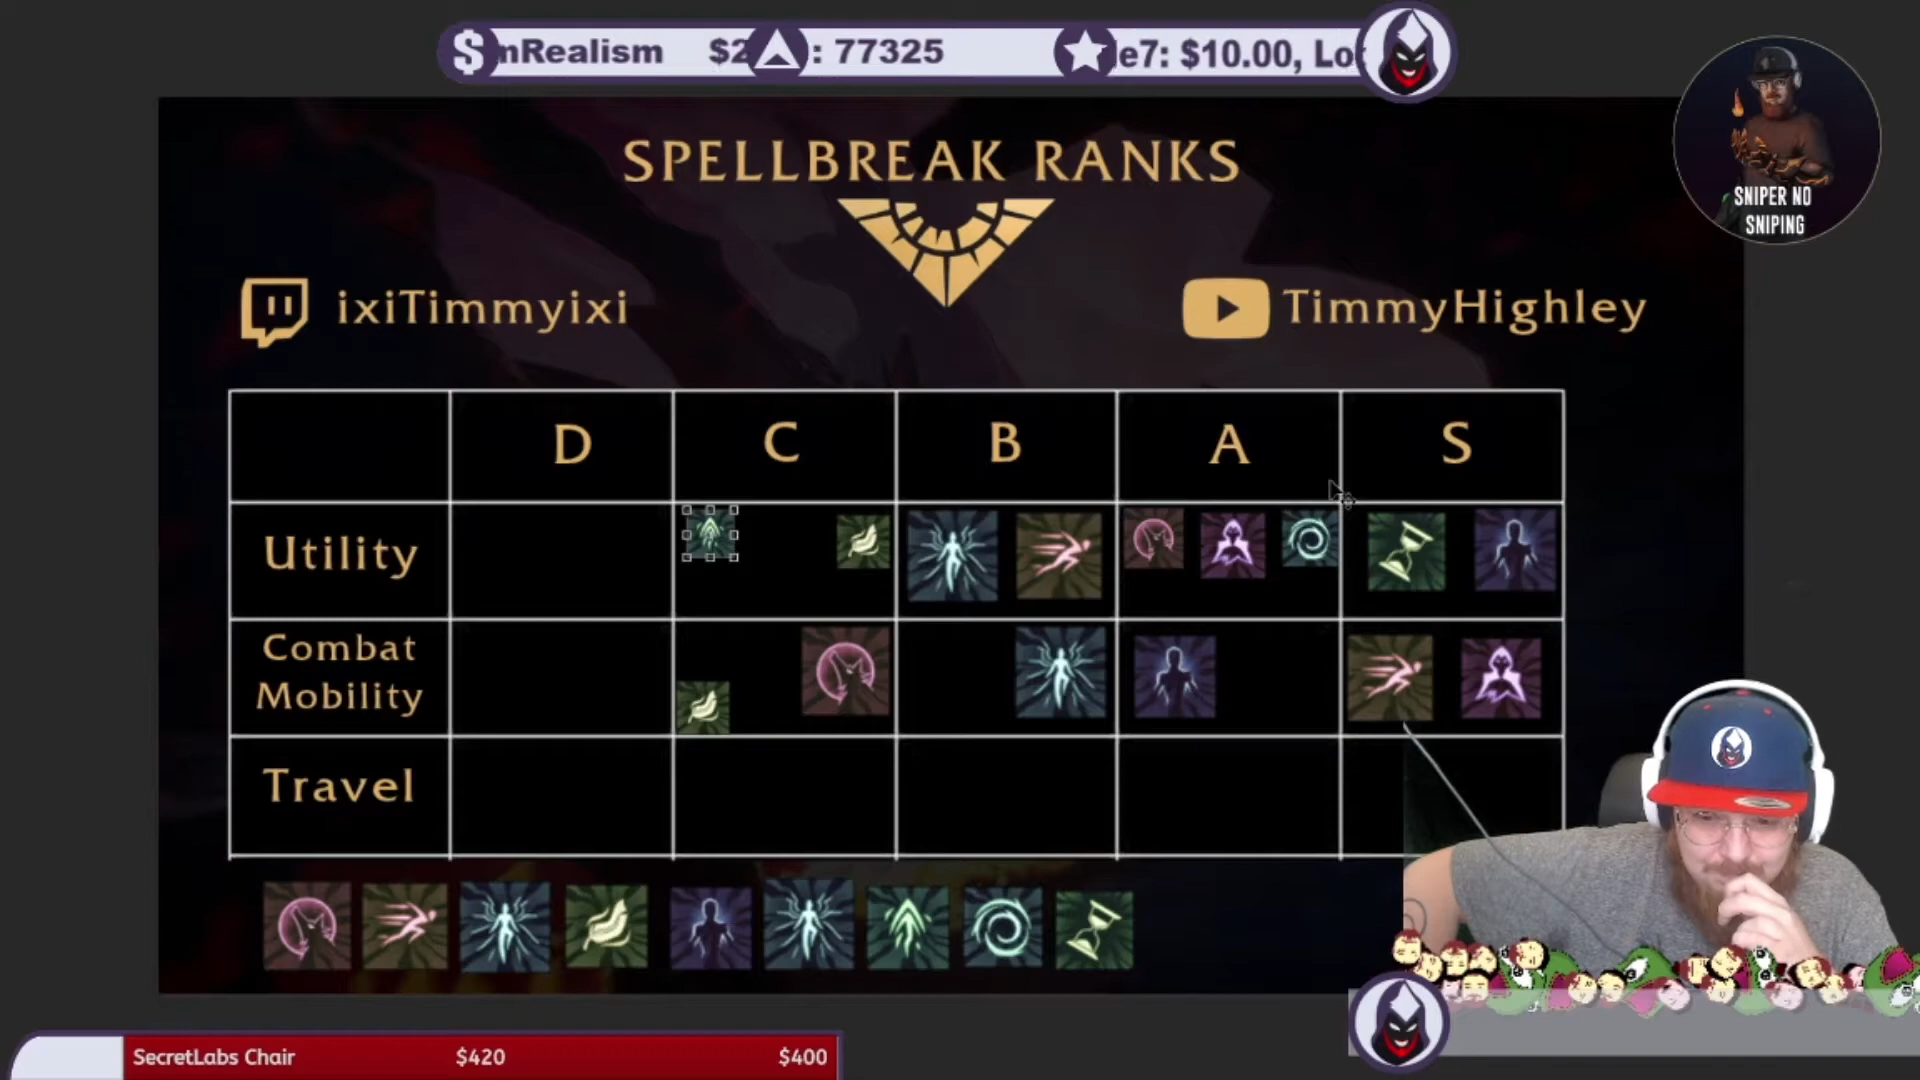 $ mRealism $2 : 77325 e7: $10.00, Lo
SNIPER NO
SNIPING
SPELLBREAK RANKS
ixiTimmyixi
TimmyHighley
D C B A S
Utility
Combat
Mobility
Travel
SecretLabs Chair $420 $400